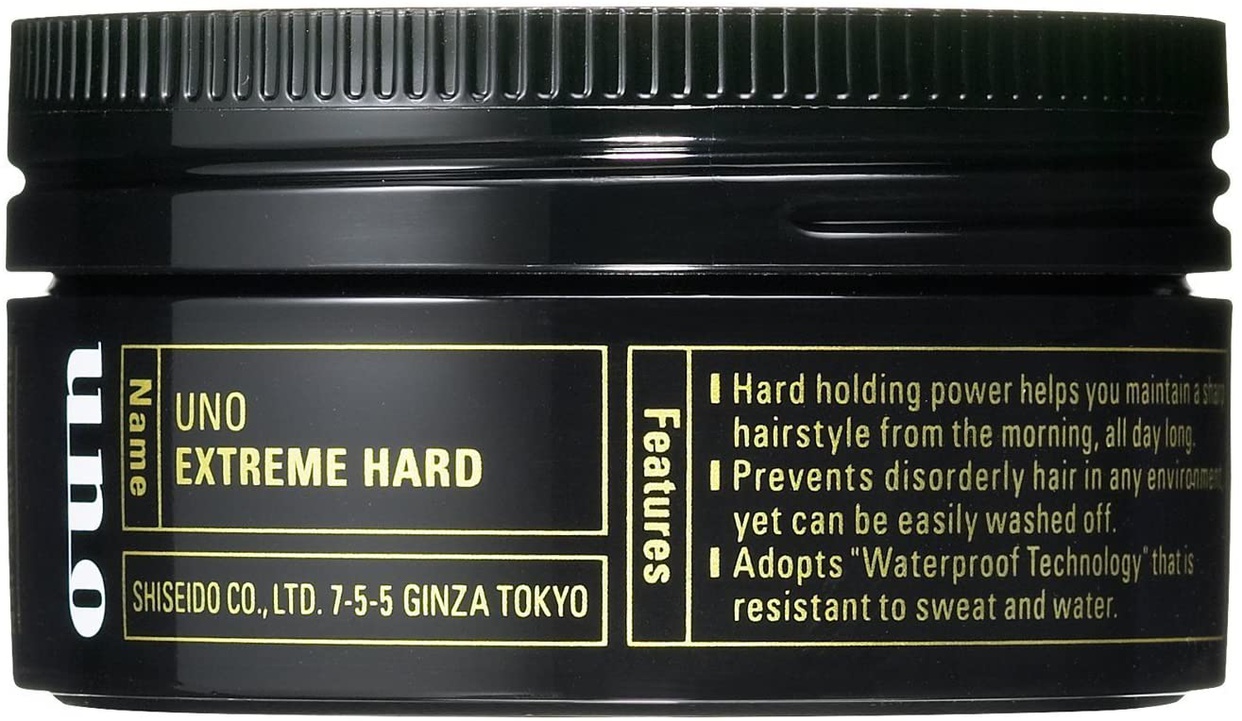 uno
Name
UNO
EXTREME HARD
SHISEIDO CO., LTD. 7-5-5 GINZA TOKYO
Features
Hard holding power helps you maintain a sharp
hairstyle from the morning, all day long.
Prevents disorderly hair in any environment,
yet can be easily washed off.
Adopts "Waterproof Technology" that is
resistant to sweat and water.